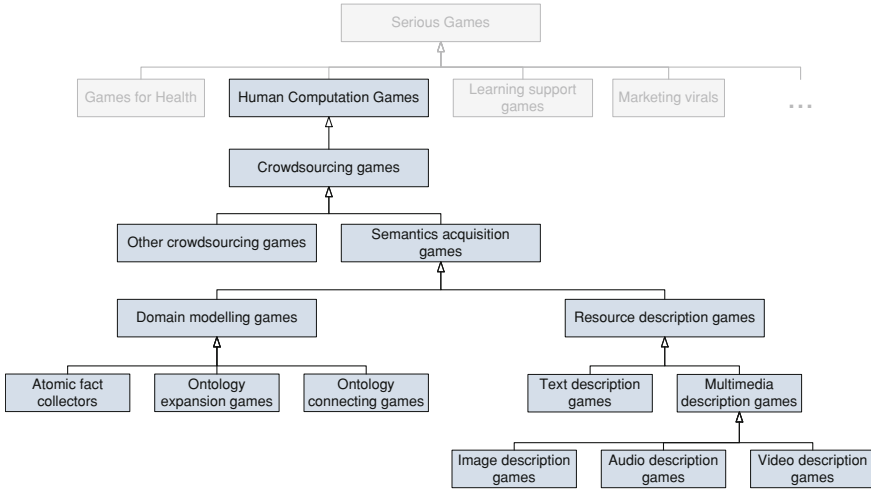 Serious Games
Games for Health
Human Computation Games
Learning support
games
Marketing virals
...
Crowdsourcing games
Other crowdsourcing games
Semantics acquisition
games
Domain modelling games
Resource description games
Atomic fact
collectors
Ontology
expansion games
Ontology
connecting games
Text description
games
Multimedia
description games
Image description
games
Audio description
games
Video description
games